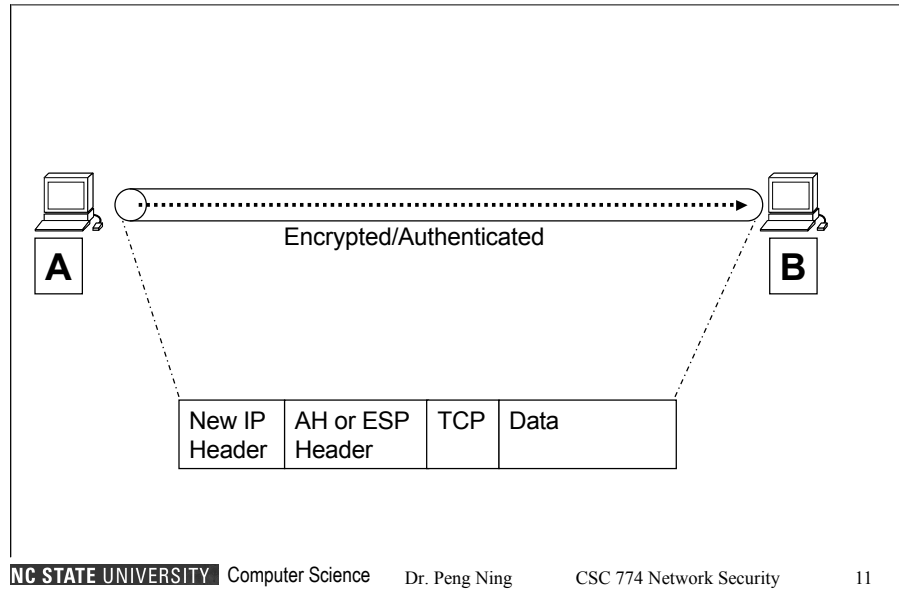 Encrypted/Authenticated
A
B
New IP Header
AH or ESP Header
TCP
Data
NC STATE UNIVERSITY Computer Science Dr. Peng Ning CSC 774 Network Security 11